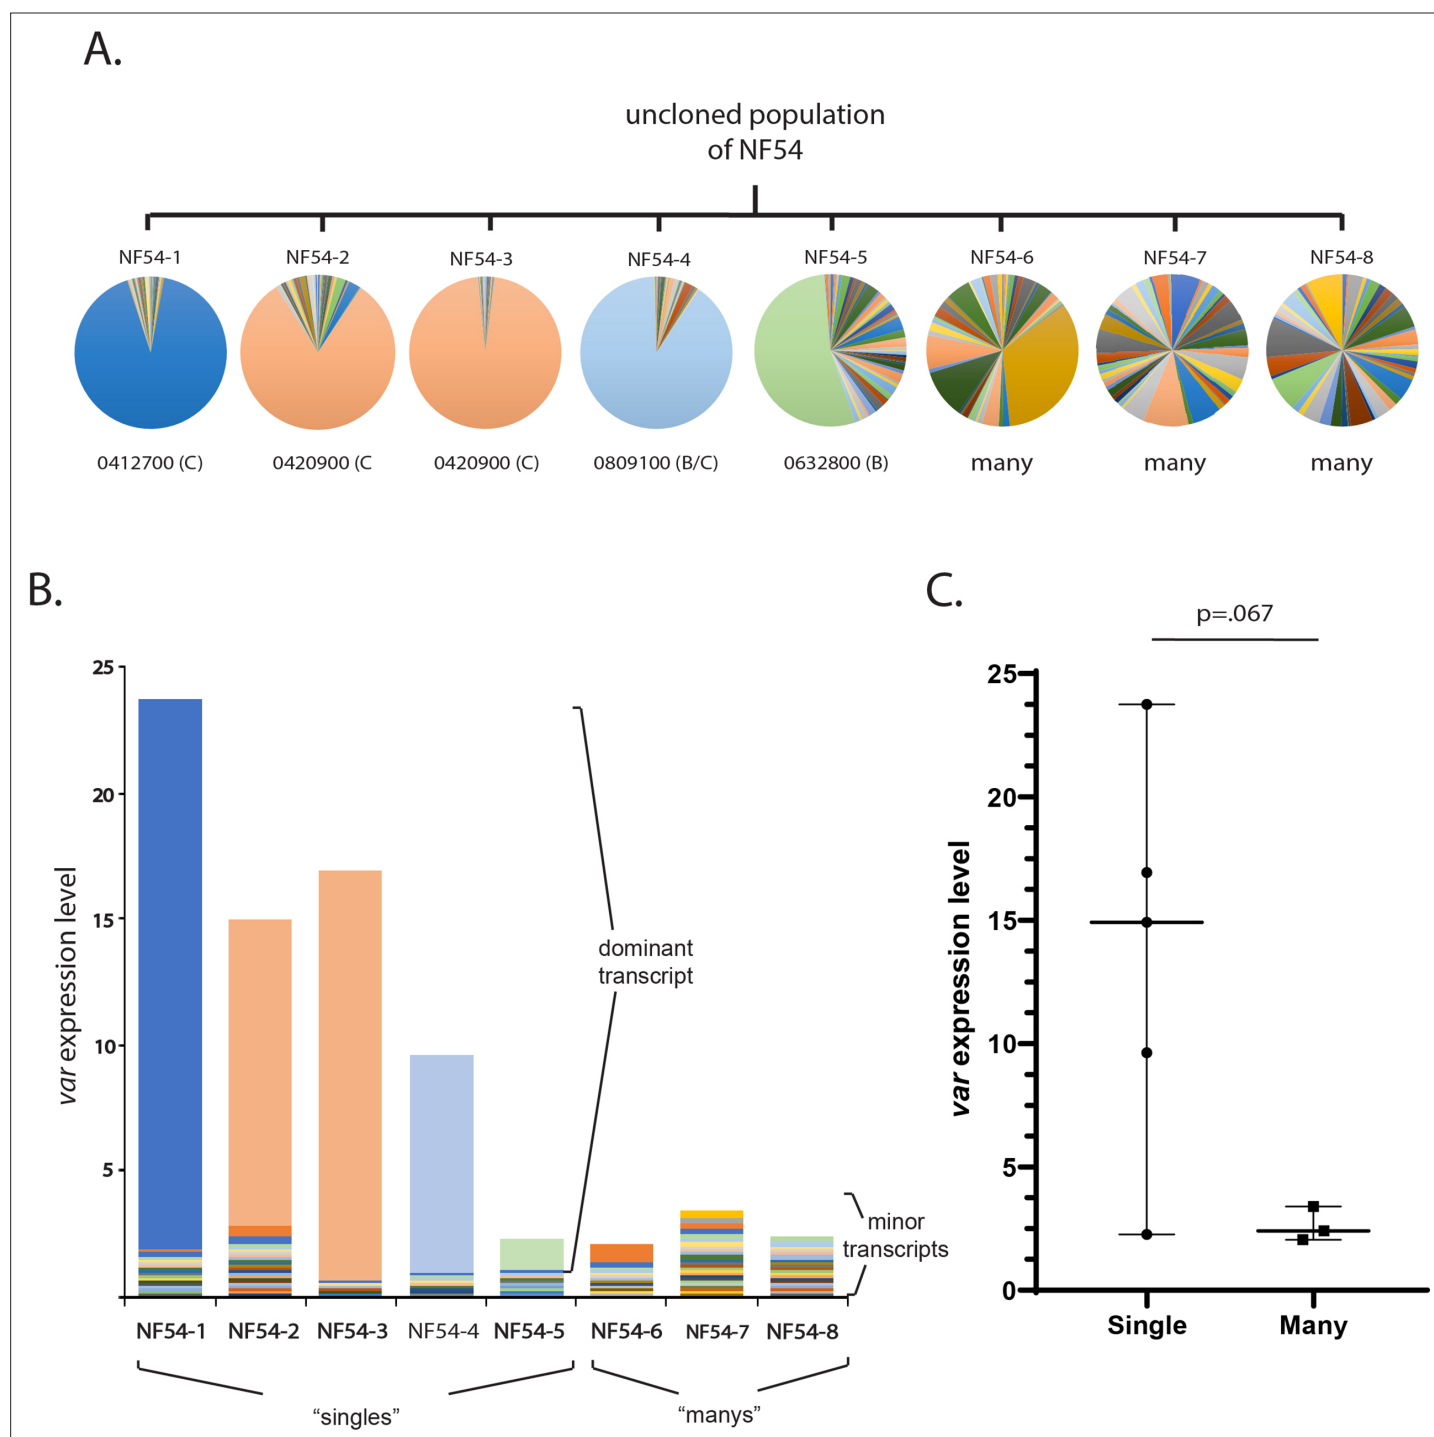 A.
uncloned population
of NF54
NF54-1 NF54-2 NF54-3 NF54-4 NF54-5 NF54-6 NF54-7 NF54-8
0412700 (C) 0420900 (C 0420900 (C) 0809100 (B/C) 0632800 (B) many many many
B.
25
20
15
10
5
var expression level
dominant
transcript
minor
transcripts
NF54-1 NF54-2 NF54-3 NF54-4 NF54-5 NF54-6 NF54-7 NF54-8
“singles” “manys”
C.
p=.067
25
20
15
10
5
0
var expression level
Single Many